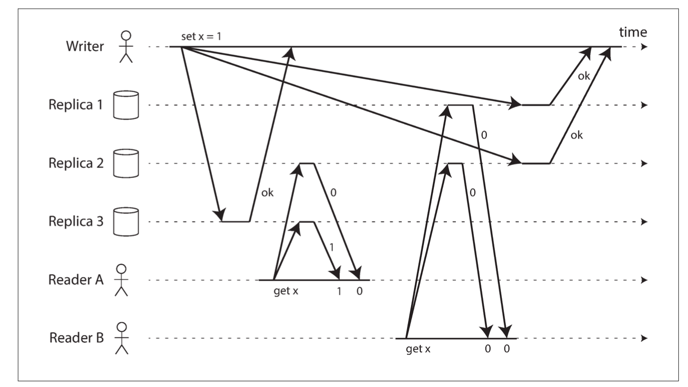 time
Writer
set x = 1
ok
Replica 1
0
ok
Replica 2
ok
0
0
Replica 3
1
Reader A
get x
1
0
Reader B
get x
0
0